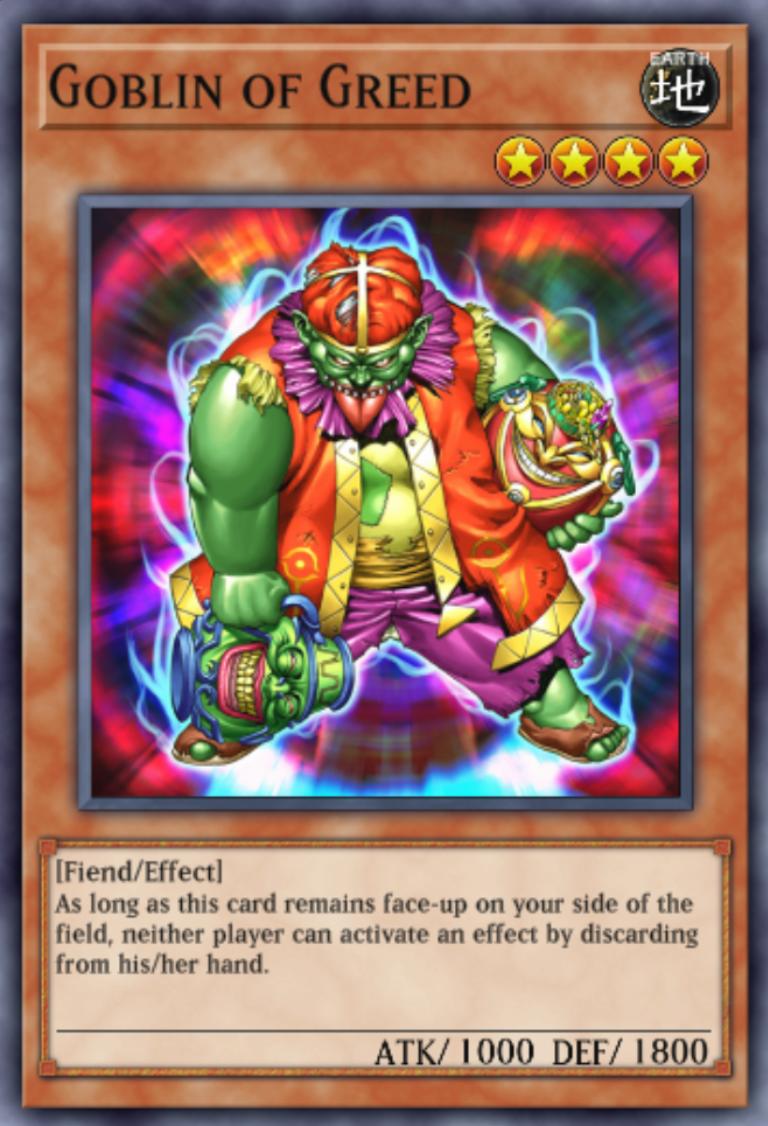 GOBLIN OF GREED
EARTH
地
[Fiend/Effect]
As long as this card remains face-up on your side of the
field, neither player can activate an effect by discarding
from his/her hand.
ATK/ 1000 DEF/ 1800